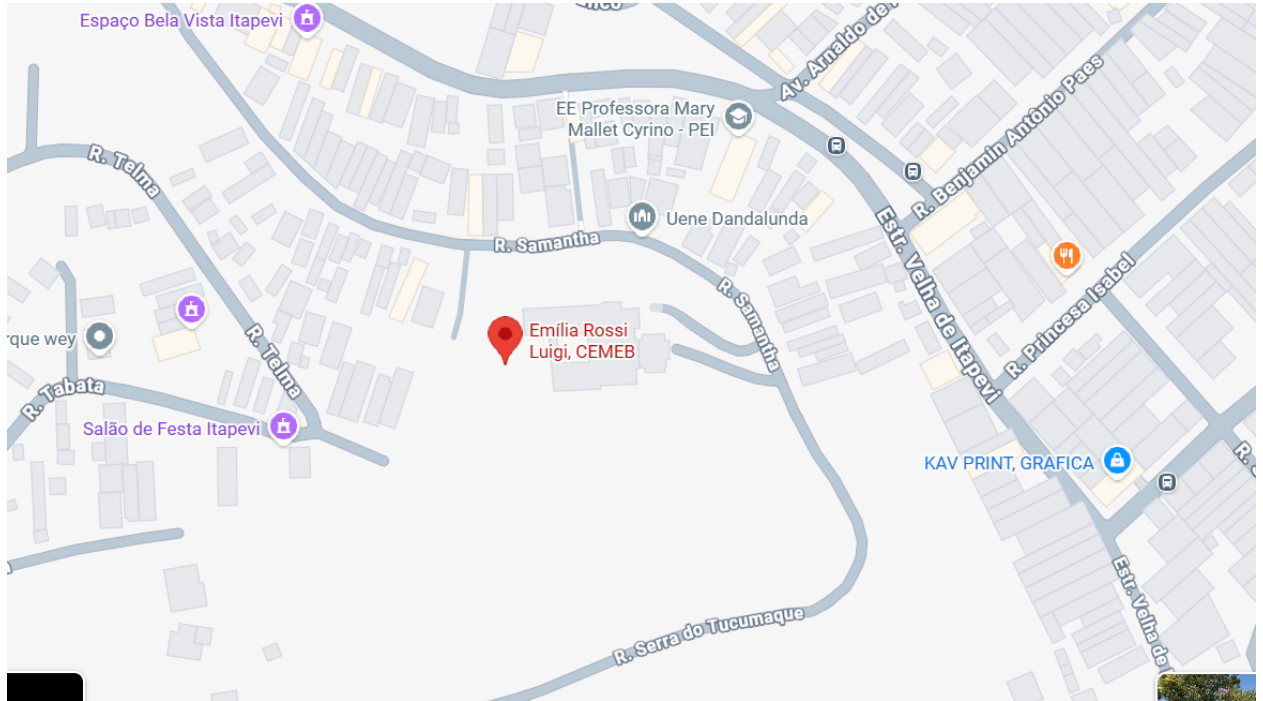 Espaço Bela Vista Itapevi
Av. Arnaldo de
EE Professora Mary
Mallet Cyrino - PEI
R. Benjamin Antônio Paes
R. Telma
Uene Dandalunda
R. Samantha
Estr. Velha de Itapevi
R. Princesa Isabel
R. Samantha
Emília Rossi
Luigi, CEMEB
rque wey
R. Telma
R. Tabata
Salão de Festa Itapevi
KAV PRINT, GRAFICA
R.
Estr. Velha de
R. Serra do Tucumaque